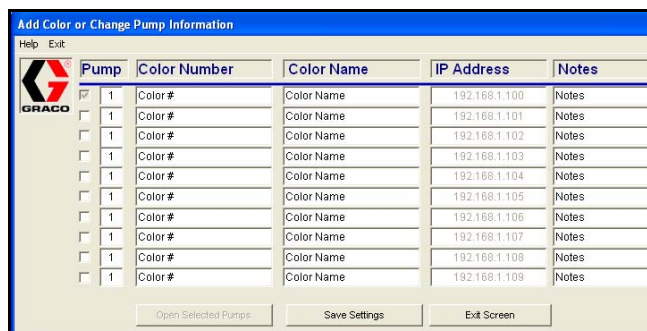 Add Color or Change Pump Information
Help Exit
GRACO
Pump Color Number Color Name IP Address Notes
1 Color # Color Name 192.168.1.100 Notes
1 Color # Color Name 192.168.1.101 Notes
1 Color # Color Name 192.168.1.102 Notes
1 Color # Color Name 192.168.1.103 Notes
1 Color # Color Name 192.168.1.104 Notes
1 Color # Color Name 192.168.1.105 Notes
1 Color # Color Name 192.168.1.106 Notes
1 Color # Color Name 192.168.1.107 Notes
1 Color # Color Name 192.168.1.108 Notes
1 Color # Color Name 192.168.1.109 Notes
Open Selected Pumps Save Settings Exit Screen